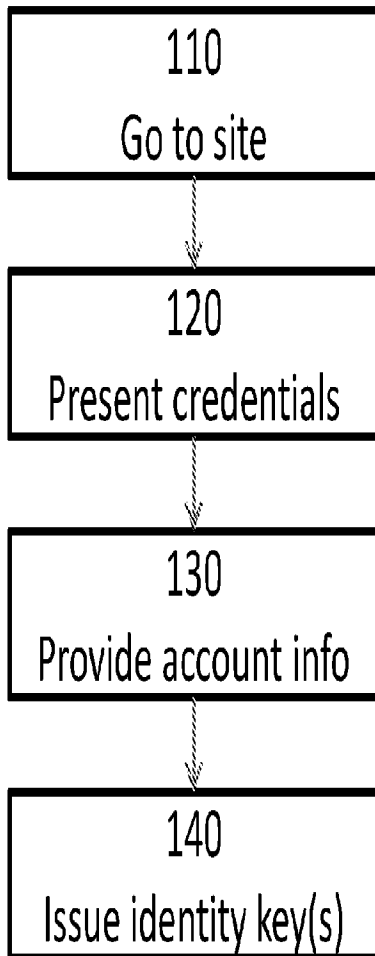 110
Go to site
120
Present credentials
130
Provide account info
140
Issue identity key(s)